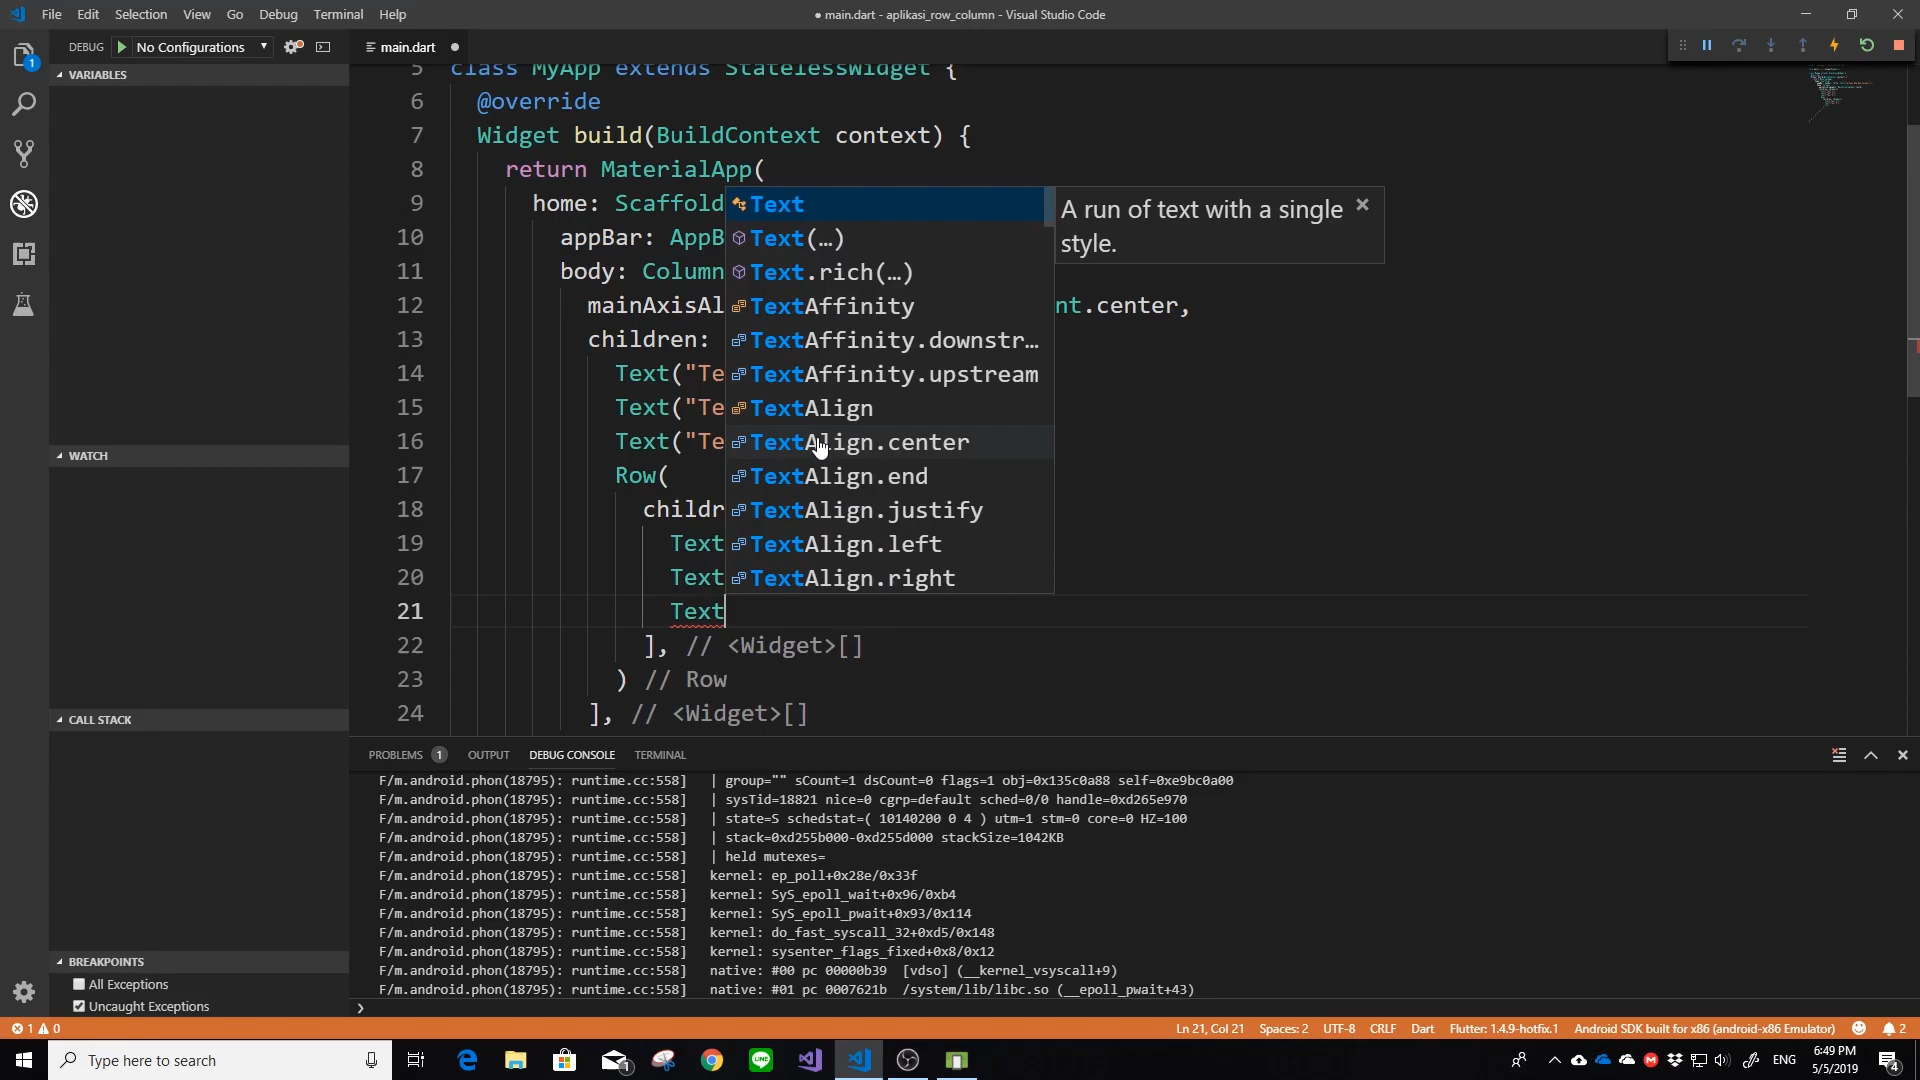 File Edit Selection View Go Debug Terminal Help
● main.dart - aplikasi_row_column - Visual Studio Code
DEBUG No Configurations
main.dart
VARIABLES
WATCH
CALL STACK
BREAKPOINTS
All Exceptions
Uncaught Exceptions
1
5 class MyApp extends StatelessWidget {
6 @override
7 Widget build(BuildContext context) {
8 return MaterialApp(
9 home: Scaffold
10 appBar: AppB
11 body: Column
12 mainAxisAl nt.center,
13 children:
14 Text("Te
15 Text("Te
16 Text("Te
17 Row(
18 childr
19 Text
20 Text
21 Text
22 ], // <Widget>[]
23 ) // Row
24 ], // <Widget>[]
Text
Text(…)
Text.rich(…)
TextAffinity
TextAffinity.downstr…
TextAffinity.upstream
TextAlign
TextAlign.center
TextAlign.end
TextAlign.justify
TextAlign.left
TextAlign.right
A run of text with a single
style.
PROBLEMS 1 OUTPUT DEBUG CONSOLE TERMINAL
F/m.android.phon(18795): runtime.cc:558] | group="" sCount=1 dsCount=0 flags=1 obj=0x135c0a88 self=0xe9bc0a00
F/m.android.phon(18795): runtime.cc:558] | sysTid=18821 nice=0 cgrp=default sched=0/0 handle=0xd265e970
F/m.android.phon(18795): runtime.cc:558] | state=S schedstat=( 10140200 0 4 ) utm=1 stm=0 core=0 HZ=100
F/m.android.phon(18795): runtime.cc:558] | stack=0xd255b000-0xd255d000 stackSize=1042KB
F/m.android.phon(18795): runtime.cc:558] | held mutexes=
F/m.android.phon(18795): runtime.cc:558] kernel: ep_poll+0x28e/0x33f
F/m.android.phon(18795): runtime.cc:558] kernel: SyS_epoll_wait+0x96/0xb4
F/m.android.phon(18795): runtime.cc:558] kernel: SyS_epoll_pwait+0x93/0x114
F/m.android.phon(18795): runtime.cc:558] kernel: do_fast_syscall_32+0xd5/0x148
F/m.android.phon(18795): runtime.cc:558] kernel: sysenter_flags_fixed+0x8/0x12
F/m.android.phon(18795): runtime.cc:558] native: #00 pc 00000b39 [vdso] (__kernel_vsyscall+9)
F/m.android.phon(18795): runtime.cc:558] native: #01 pc 0007621b /system/lib/libc.so (__epoll_pwait+43)
1 0
Ln 21, Col 21 Spaces: 2 UTF-8 CRLF Dart Flutter: 1.4.9-hotfix.1 Android SDK built for x86 (android-x86 Emulator) 2
Type here to search
1
LINE
ENG
6:49 PM
5/5/2019
4